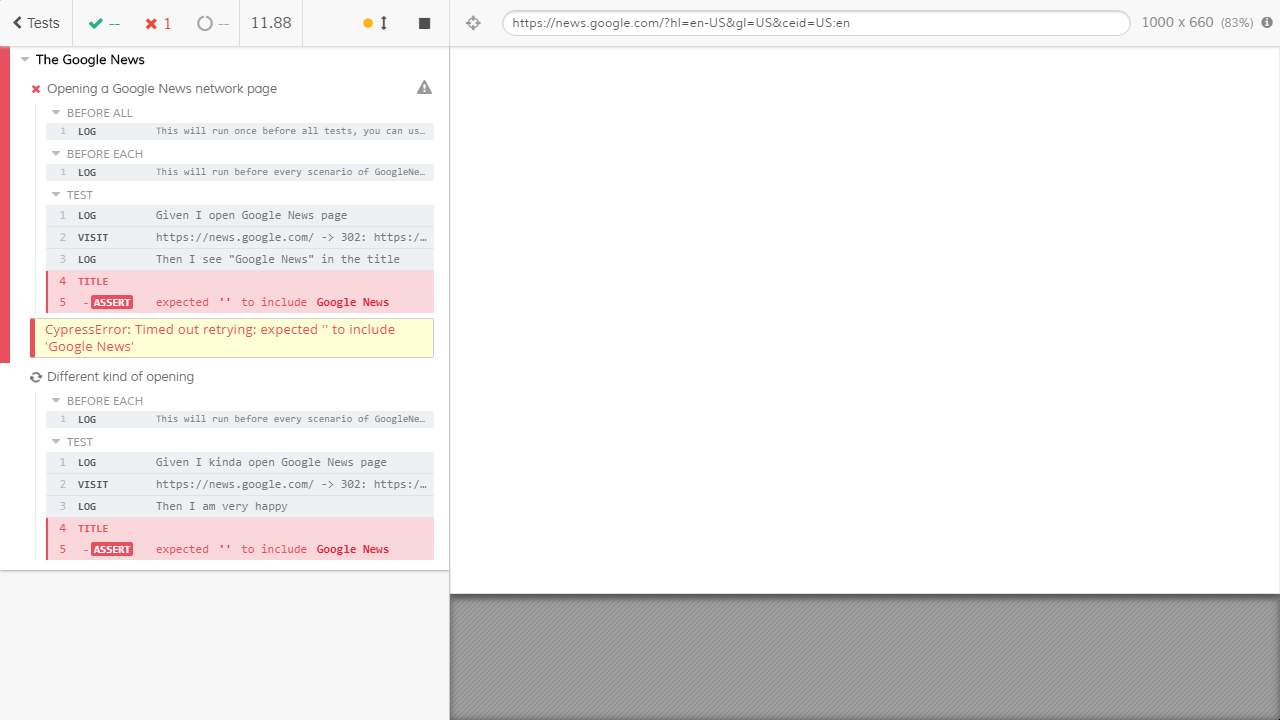 Tests
--
1
--
11.88
https://news.google.com/?hl=en-US&gl=US&ceid=US:en
1000 x 660 (83%)
The Google News
Opening a Google News network page
BEFORE ALL
1 LOG This will run once before all tests, you can us…
BEFORE EACH
1 LOG This will run before every scenario of GoogleNe…
TEST
1 LOG Given I open Google News page
2 VISIT https://news.google.com/ -> 302: https:/…
3 LOG Then I see "Google News" in the title
4 TITLE
5 -ASSERT expected '' to include Google News
CypressError: Timed out retrying: expected '' to include
'Google News'
Different kind of opening
BEFORE EACH
1 LOG This will run before every scenario of GoogleNe…
TEST
1 LOG Given I kinda open Google News page
2 VISIT https://news.google.com/ -> 302: https:/…
3 LOG Then I am very happy
4 TITLE
5 -ASSERT expected '' to include Google News